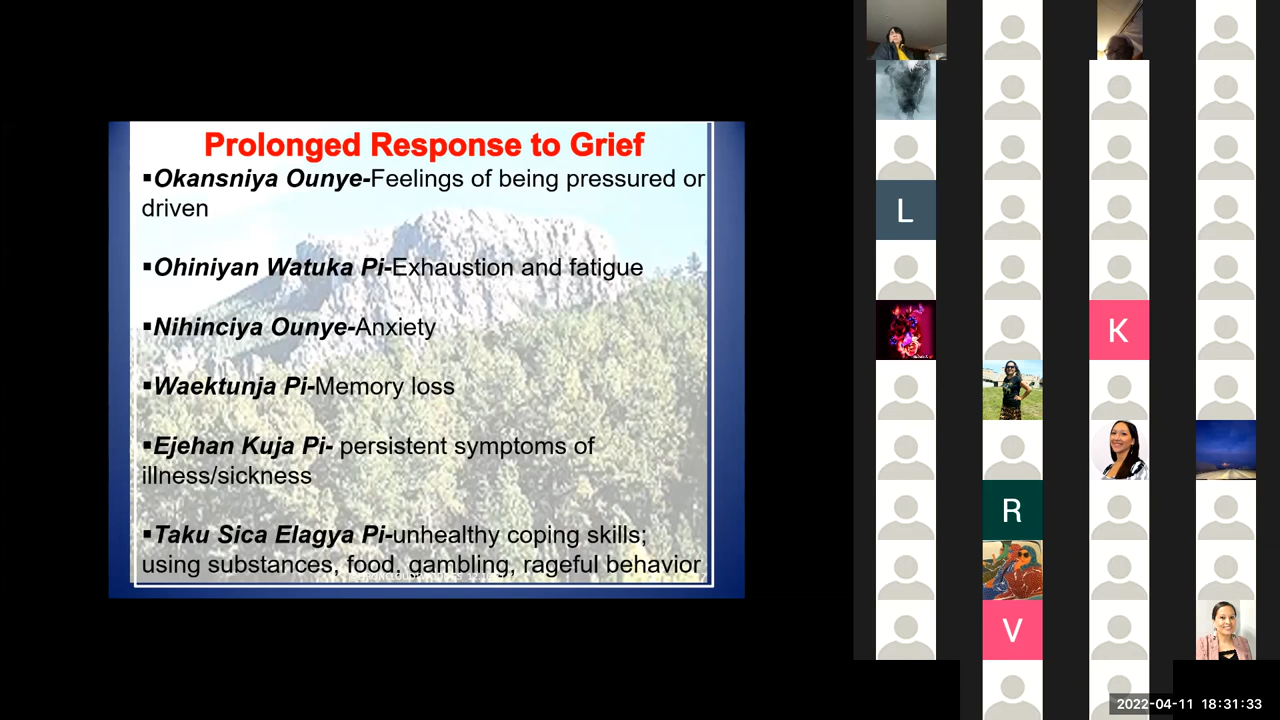 Prolonged Response to Grief
▪Okansniya Ounye-Feelings of being pressured or
driven
▪Ohiniyan Watuka Pi-Exhaustion and fatigue
▪Nihinciya Ounye-Anxiety
▪Waektunja Pi-Memory loss
▪Ejehan Kuja Pi- persistent symptoms of
illness/sickness
▪Taku Sica Elagya Pi-unhealthy coping skills;
using substances, food, gambling, rageful behavior
L
K
R
V
2022-04-11 18:31:33